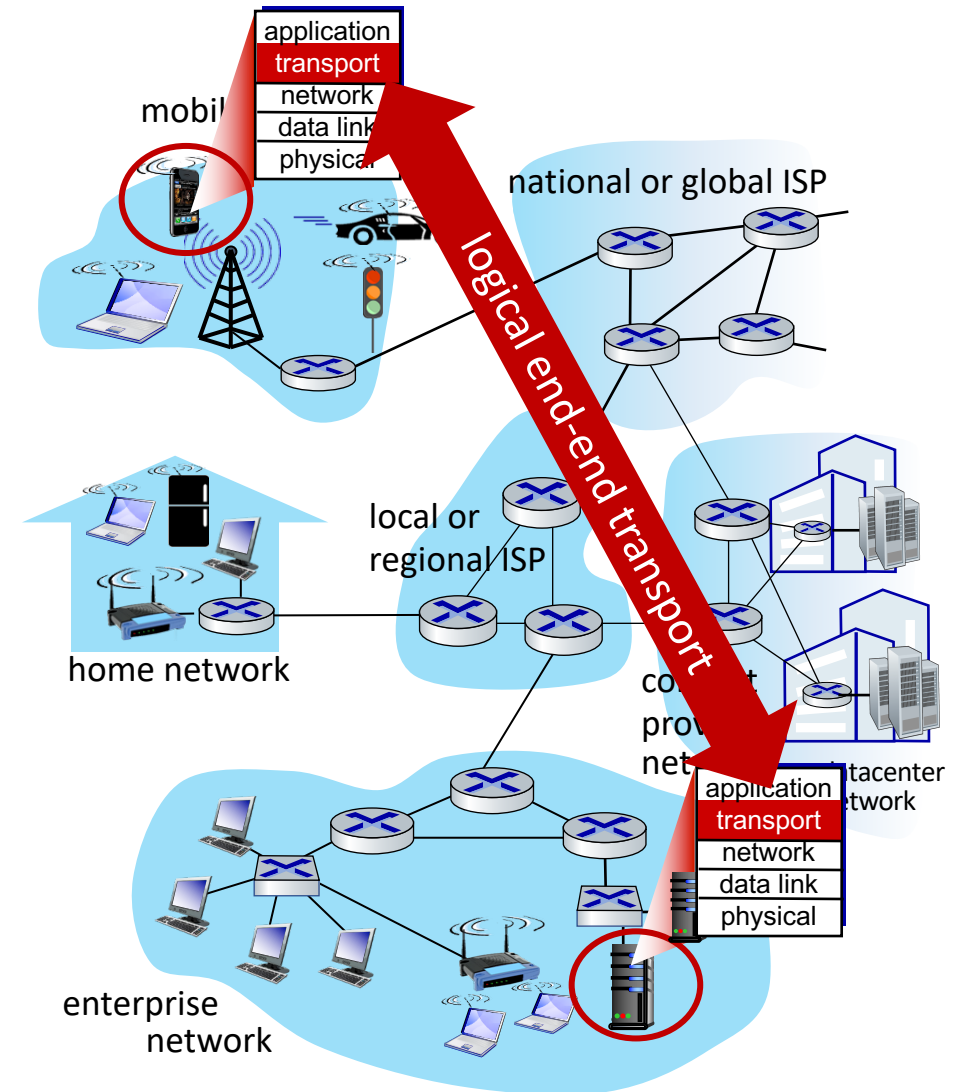 application
transport
network
data link
physical
mobil
national or global ISP
logical end-end transport
local or
regional ISP
home network
application
transport
network
data link
physical
enterprise
network